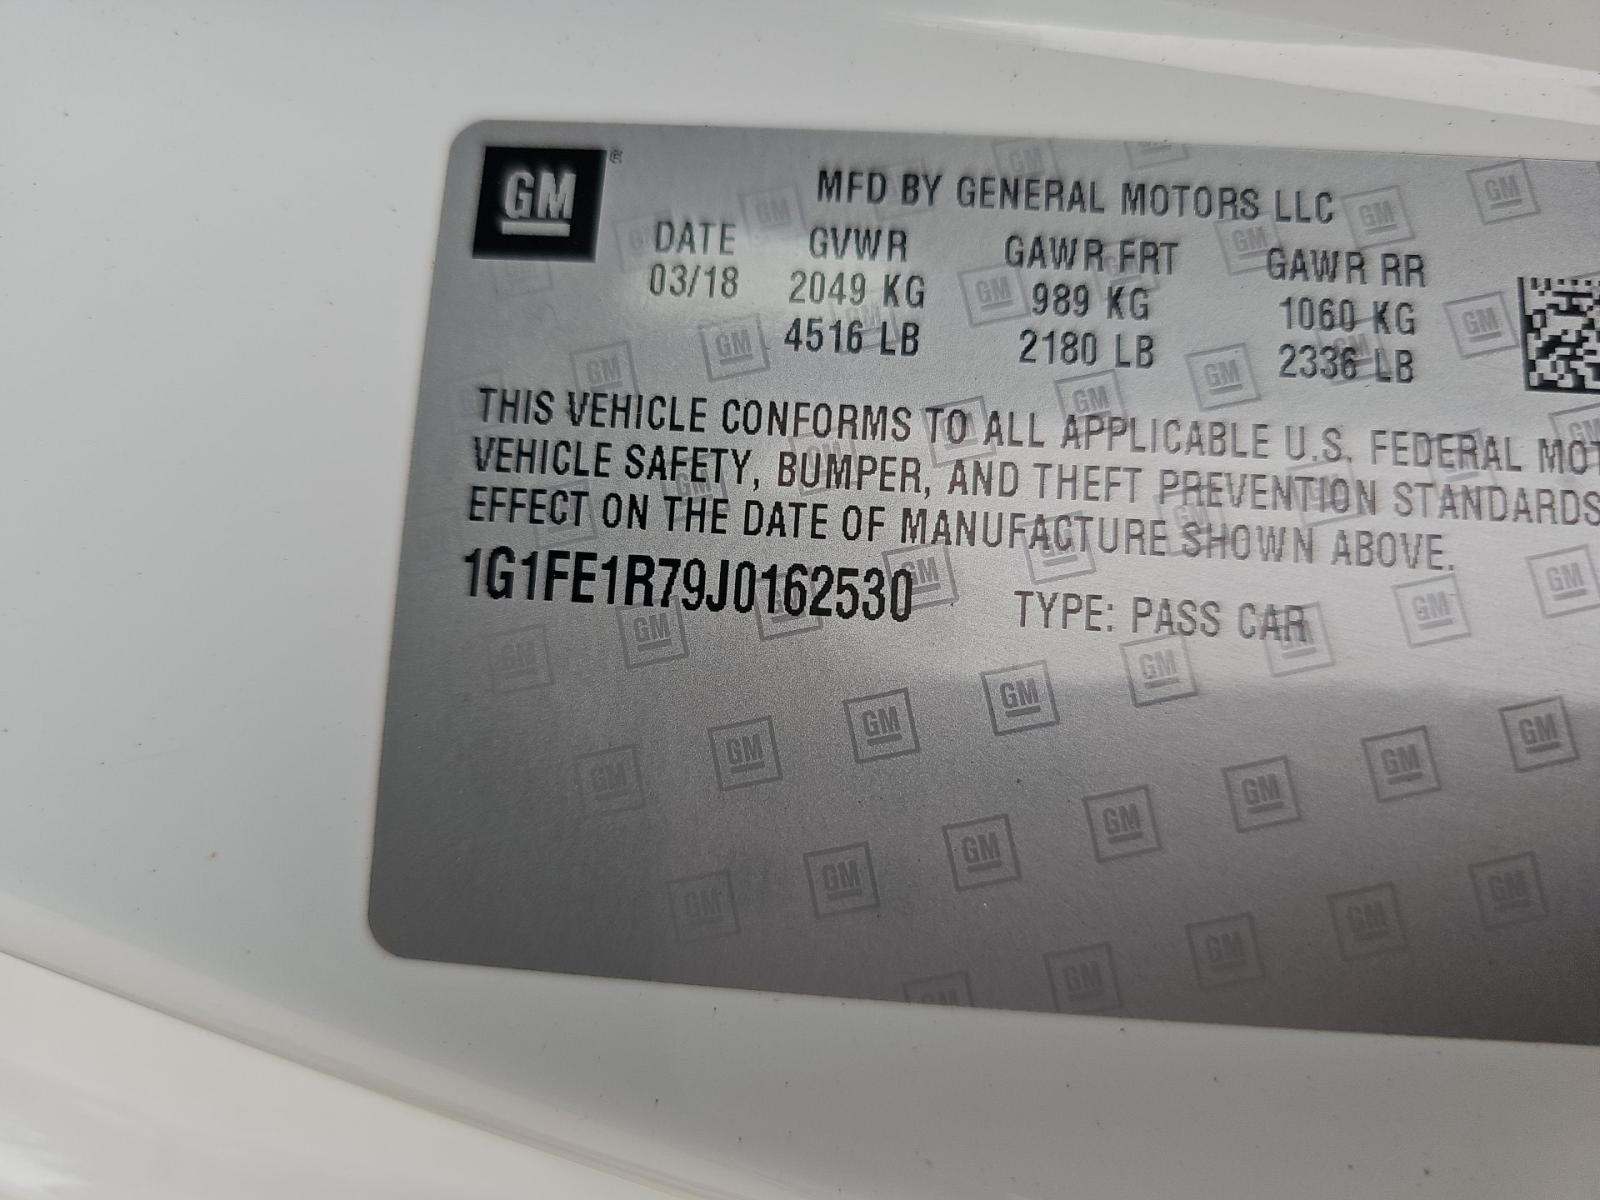 GM ®
MFD BY GENERAL MOTORS LLC
DATE GVWR GAWR FRT GAWR RR
03/18 2049 KG 989 KG 1060 KG
4516 LB 2180 LB 2336 LB
THIS VEHICLE CONFORMS TO ALL APPLICABLE U.S. FEDERAL MOT
VEHICLE SAFETY, BUMPER, AND THEFT PREVENTION STANDARDS
EFFECT ON THE DATE OF MANUFACTURE SHOWN ABOVE.
1G1FE1R79J0162530 TYPE: PASS CAR